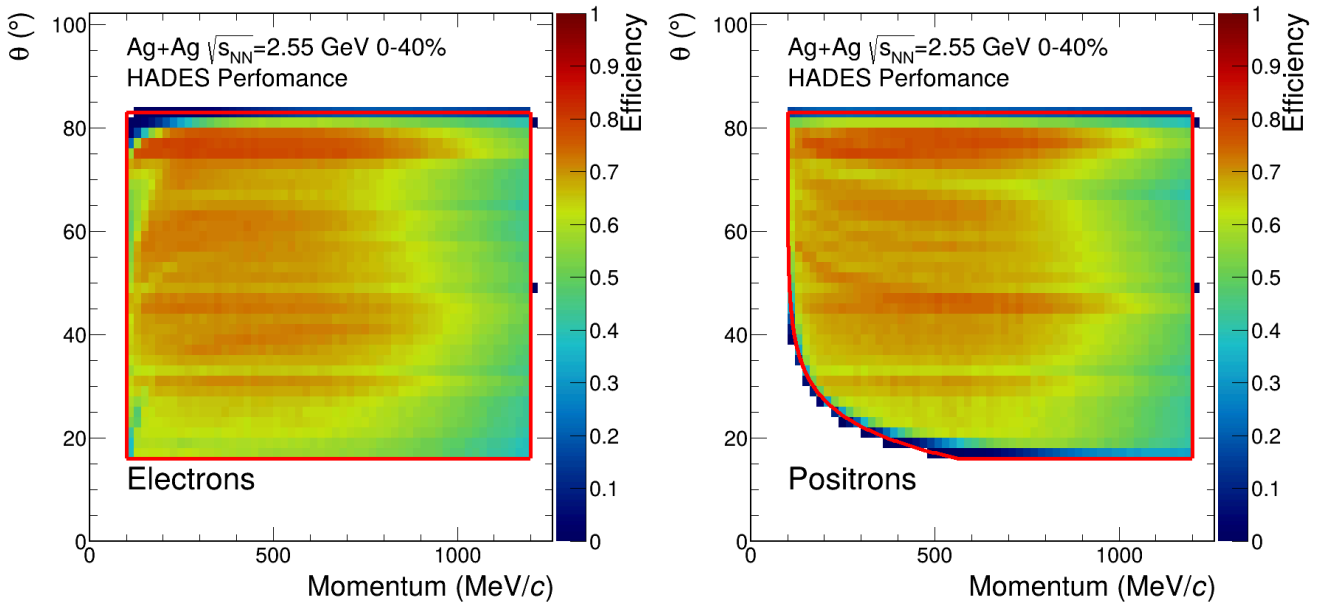 θ (°)
100
80
60
40
20
0
Ag+Ag √sNN=2.55 GeV 0-40%
HADES Perfomance
Electrons
0 500 1000
Momentum (MeV/c)
1
0.9
0.8
0.7
0.6
0.5
0.4
0.3
0.2
0.1
0
Efficiency
θ (°)
100
80
60
40
20
0
Ag+Ag √sNN=2.55 GeV 0-40%
HADES Perfomance
Positrons
0 500 1000
Momentum (MeV/c)
1
0.9
0.8
0.7
0.6
0.5
0.4
0.3
0.2
0.1
0
Efficiency